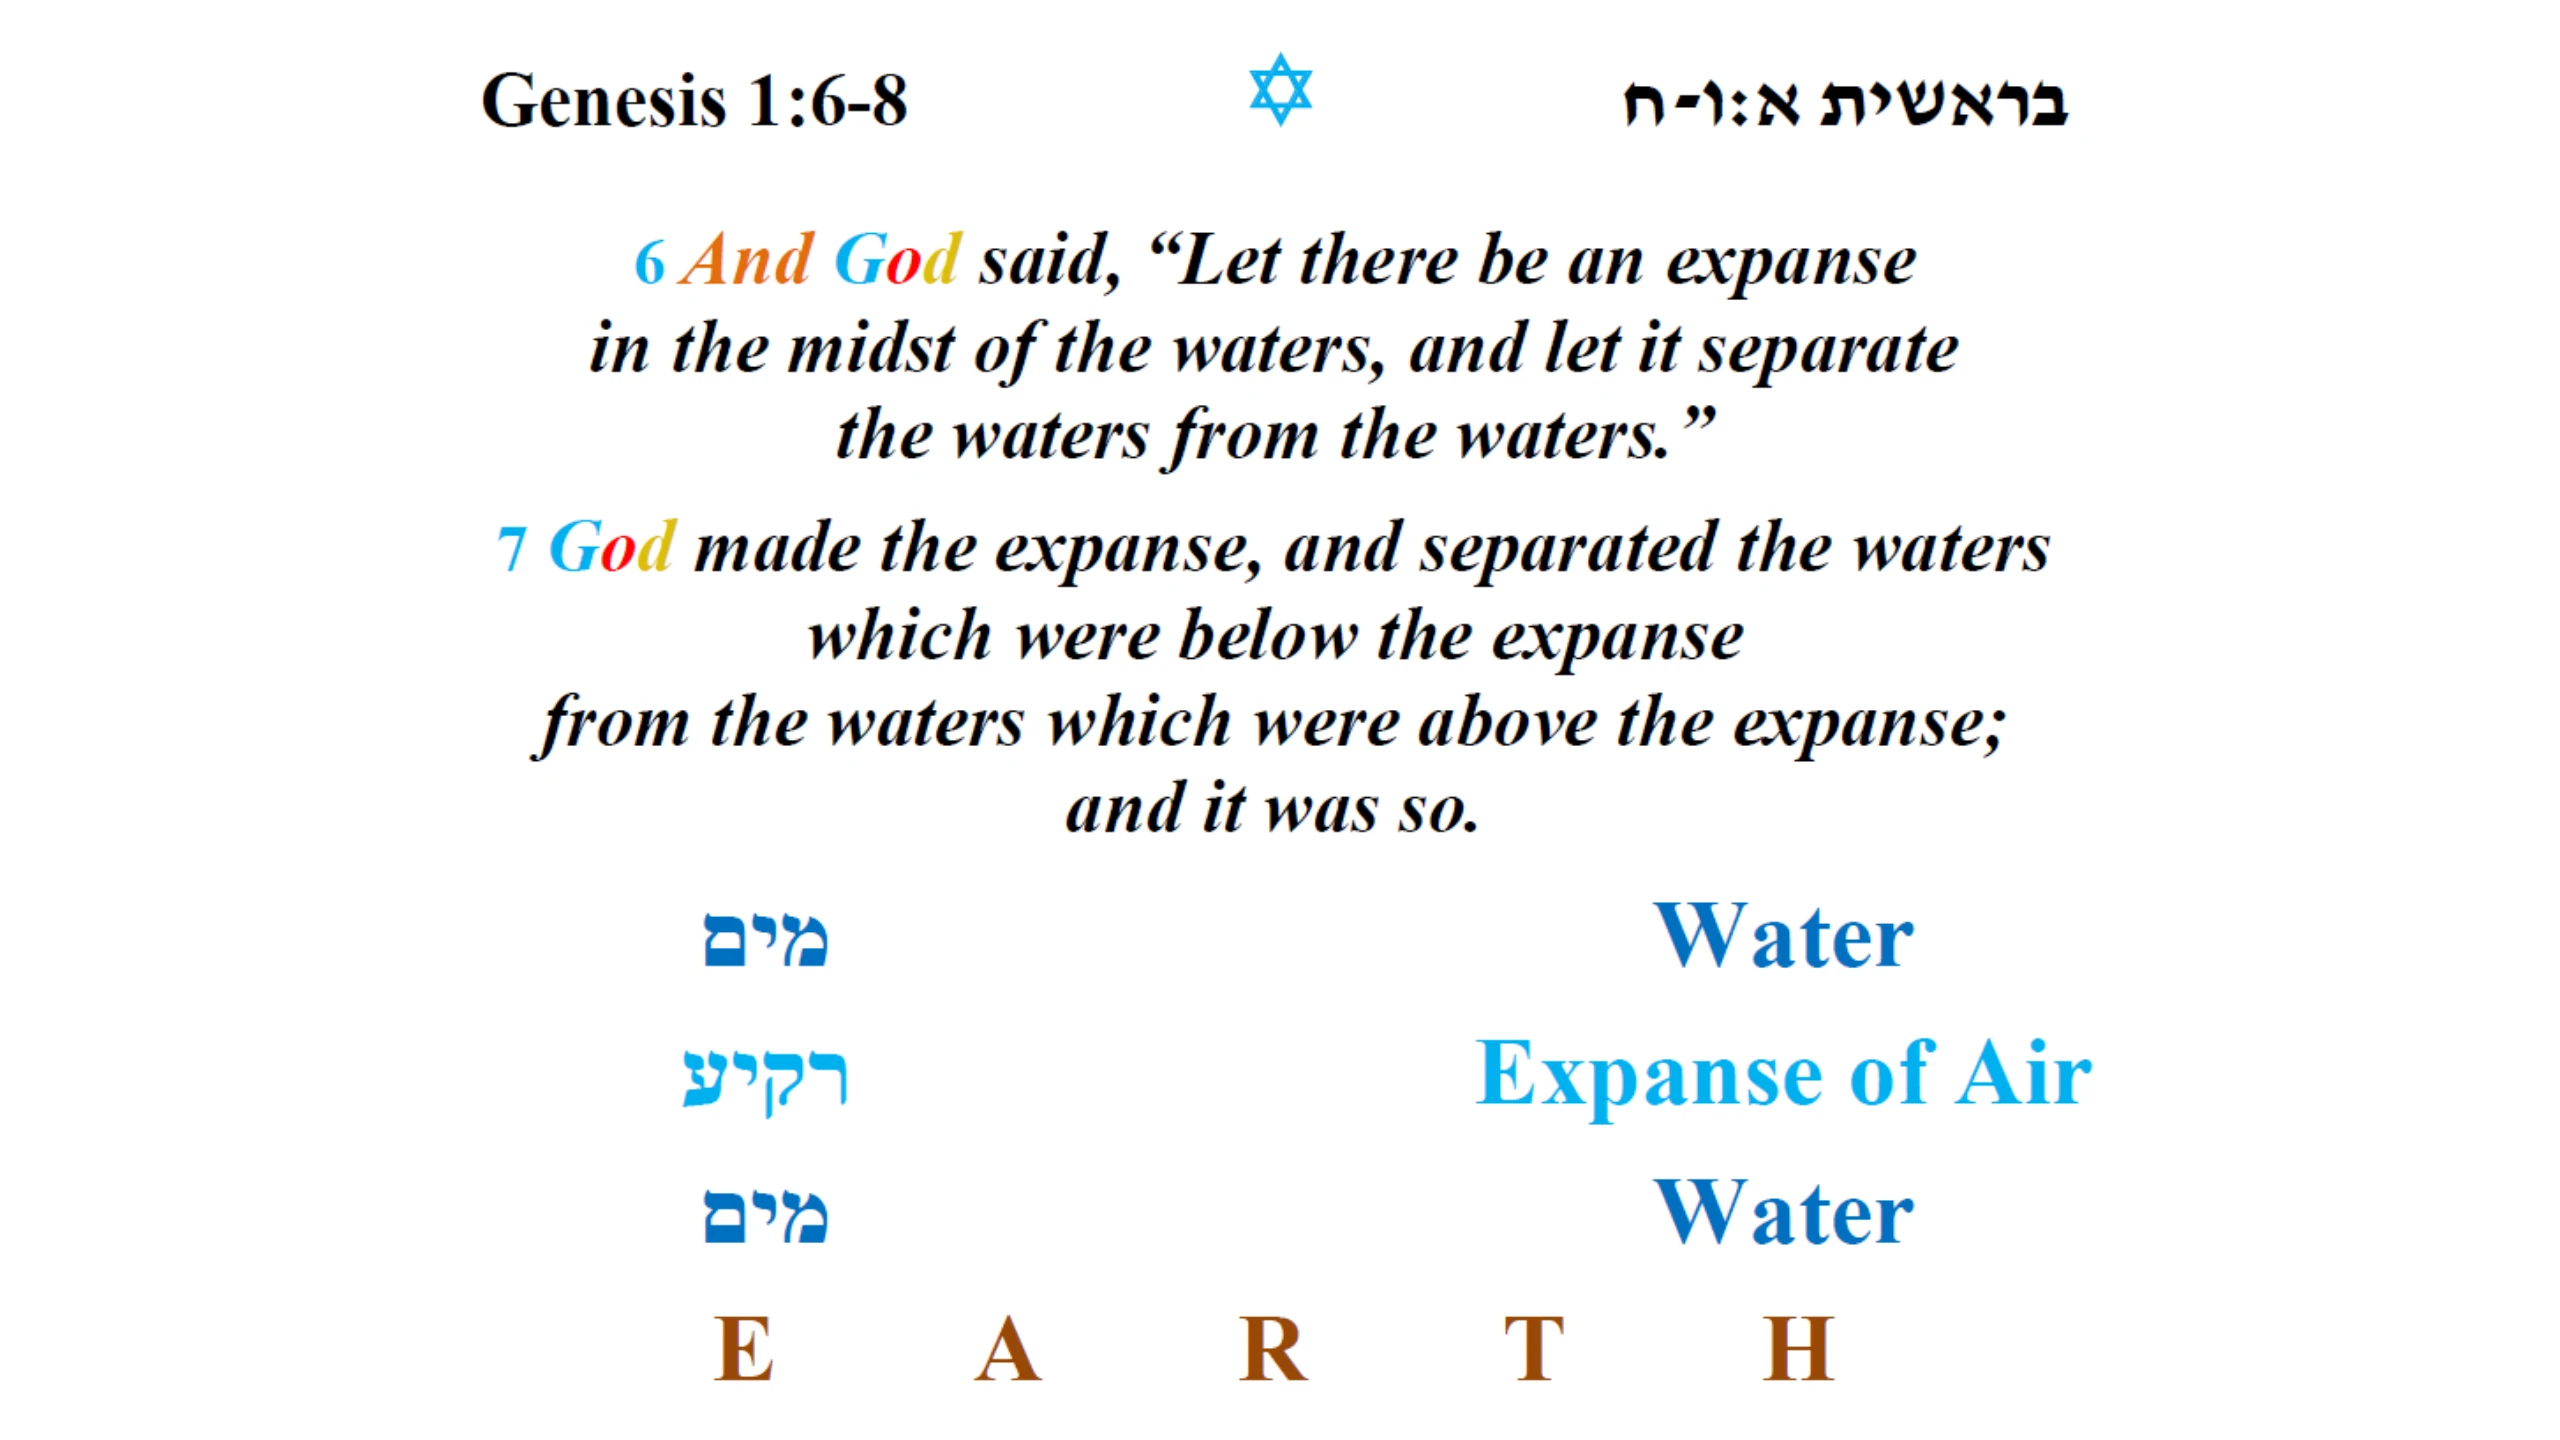 Genesis 1:6-8 ✡ בראשית א:ו-ח
6 And God said, “Let there be an expanse
in the midst of the waters, and let it separate
the waters from the waters.”
7 God made the expanse, and separated the waters
which were below the expanse
from the waters which were above the expanse;
and it was so.
מים Water
רקיע Expanse of Air
מים Water
E A R T H